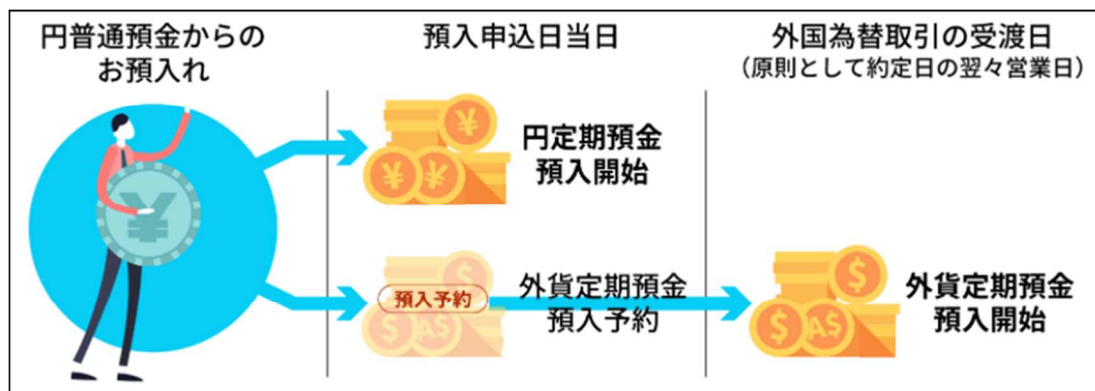 円普通預金からの
お預入れ
預入申込日当日
外国為替取引の受渡日
（原則として約定日の翌々営業日）
¥
¥
¥ ¥
円定期預金
預入開始
$
預入予約
$ A$
外貨定期預金
預入予約
$
$ A$
外貨定期預金
預入開始